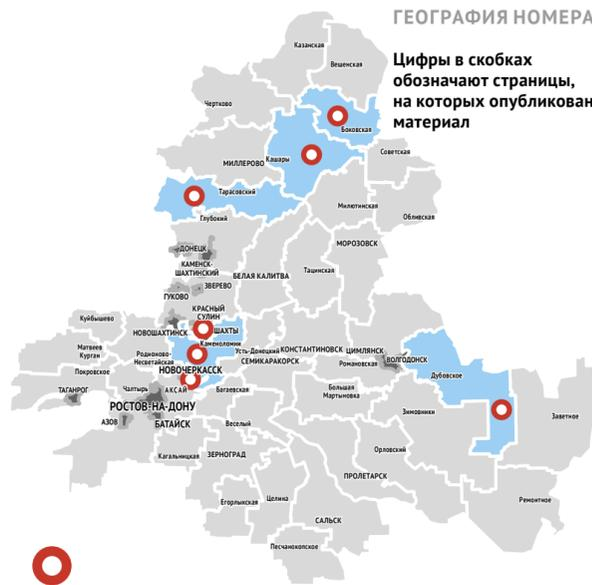 ГЕОГРАФИЯ НОМЕРА
Цифры в скобках
обозначают страницы,
на которых опубликован
материал
Казанская
Вешенская
Чертково
Боковская
Советская
Кашары
МИЛЛЕРОВО
Тарасовский
Милютинская
Обливская
Глубокий
МОРОЗОВСК
ДОНЕЦК
КАМЕНСК-
ШАХТИНСКИЙ
БЕЛАЯ КАЛИТВА
Тацинская
ЗВЕРЕВО
ГУКОВО
КРАСНЫЙ
СУЛИН
Куйбышево
НОВОШАХТИНСК
ШАХТЫ
Каменоломни
Матвеев
Курган
Родионово-
Несветайская
Усть-Донецкий
КОНСТАНТИНОВСК
ЦИМЛЯНСК
СЕМИКАРАКОРСК
Романовская
ВОЛГОДОНСК
Покровское
НОВОЧЕРКАССК
Дубовское
ТАГАНРОГ
Чалтырь
АКСАЙ
Багаевская
Большая
Мартыновка
РОСТОВ-НА-ДОНУ
Зимовники
Заветное
АЗОВ
БАТАЙСК
Веселый
Кагальницкая
ЗЕРНОГРАД
Орловский
ПРОЛЕТАРСК
Егорлыкская
Целина
Ремонтное
САЛЬСК
Песчанокопское